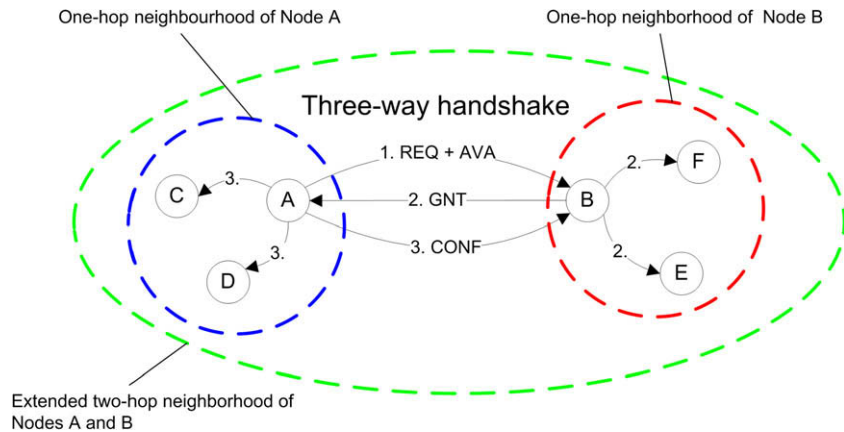 One-hop neighbourhood of Node A
One-hop neighborhood of Node B
Three-way handshake
1. REQ + AVA
2.
F
C
3.
A
2. GNT
B
3.
3. CONF
2.
D
E
Extended two-hop neighborhood of
Nodes A and B